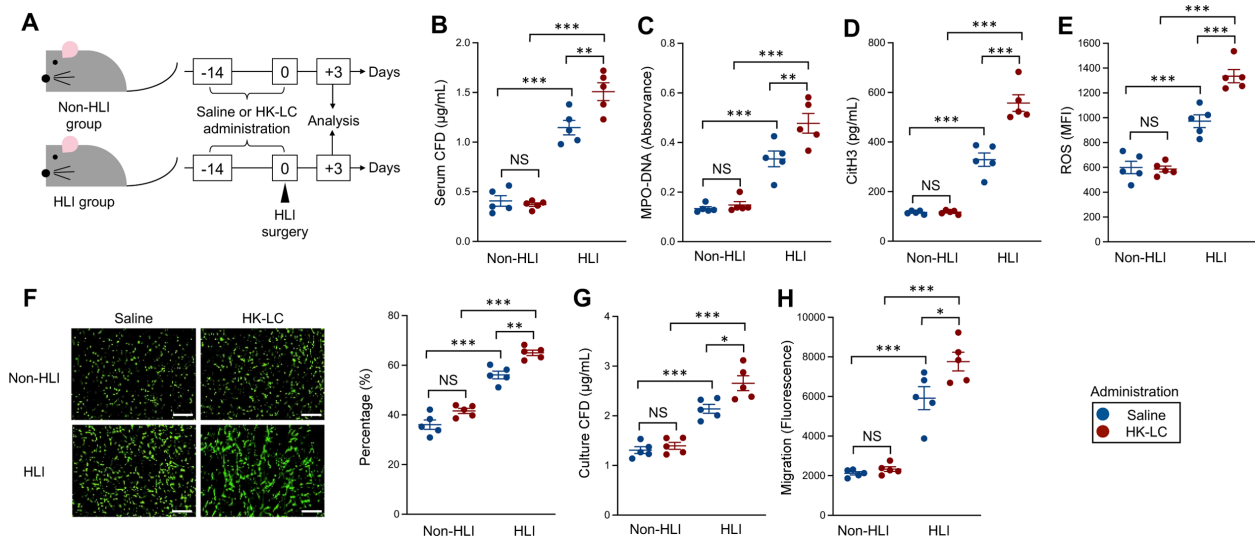 A
-14
0
+3
Days
Non-HLI
group
Saline or HK-LC
administration
Analysis
-14
0
+3
Days
HLI group
HLI
surgery
B
***
**
***
NS
2.0
1.5
1.0
0.5
0.0
Serum CFD (µg/mL)
Non-HLI
HLI
C
***
***
**
***
NS
0.8
0.6
0.4
0.2
0.0
MPO-DNA (Absorvance)
Non-HLI
HLI
D
***
***
***
NS
800
600
400
200
0
CitH3 (pg/mL)
Non-HLI
HLI
E
***
***
***
NS
1600
1400
1200
1000
800
600
400
200
0
ROS (MFI)
Non-HLI
HLI
F
Saline
HK-LC
Non-HLI
HLI
***
**
***
NS
80
60
40
20
0
Percentage (%)
Non-HLI
HLI
G
***
*
***
NS
4
3
2
1
0
Culture CFD (µg/mL)
Non-HLI
HLI
H
***
*
***
NS
10000
8000
6000
4000
2000
0
Migration (Fluorescence)
Non-HLI
HLI
Administration
Saline
HK-LC